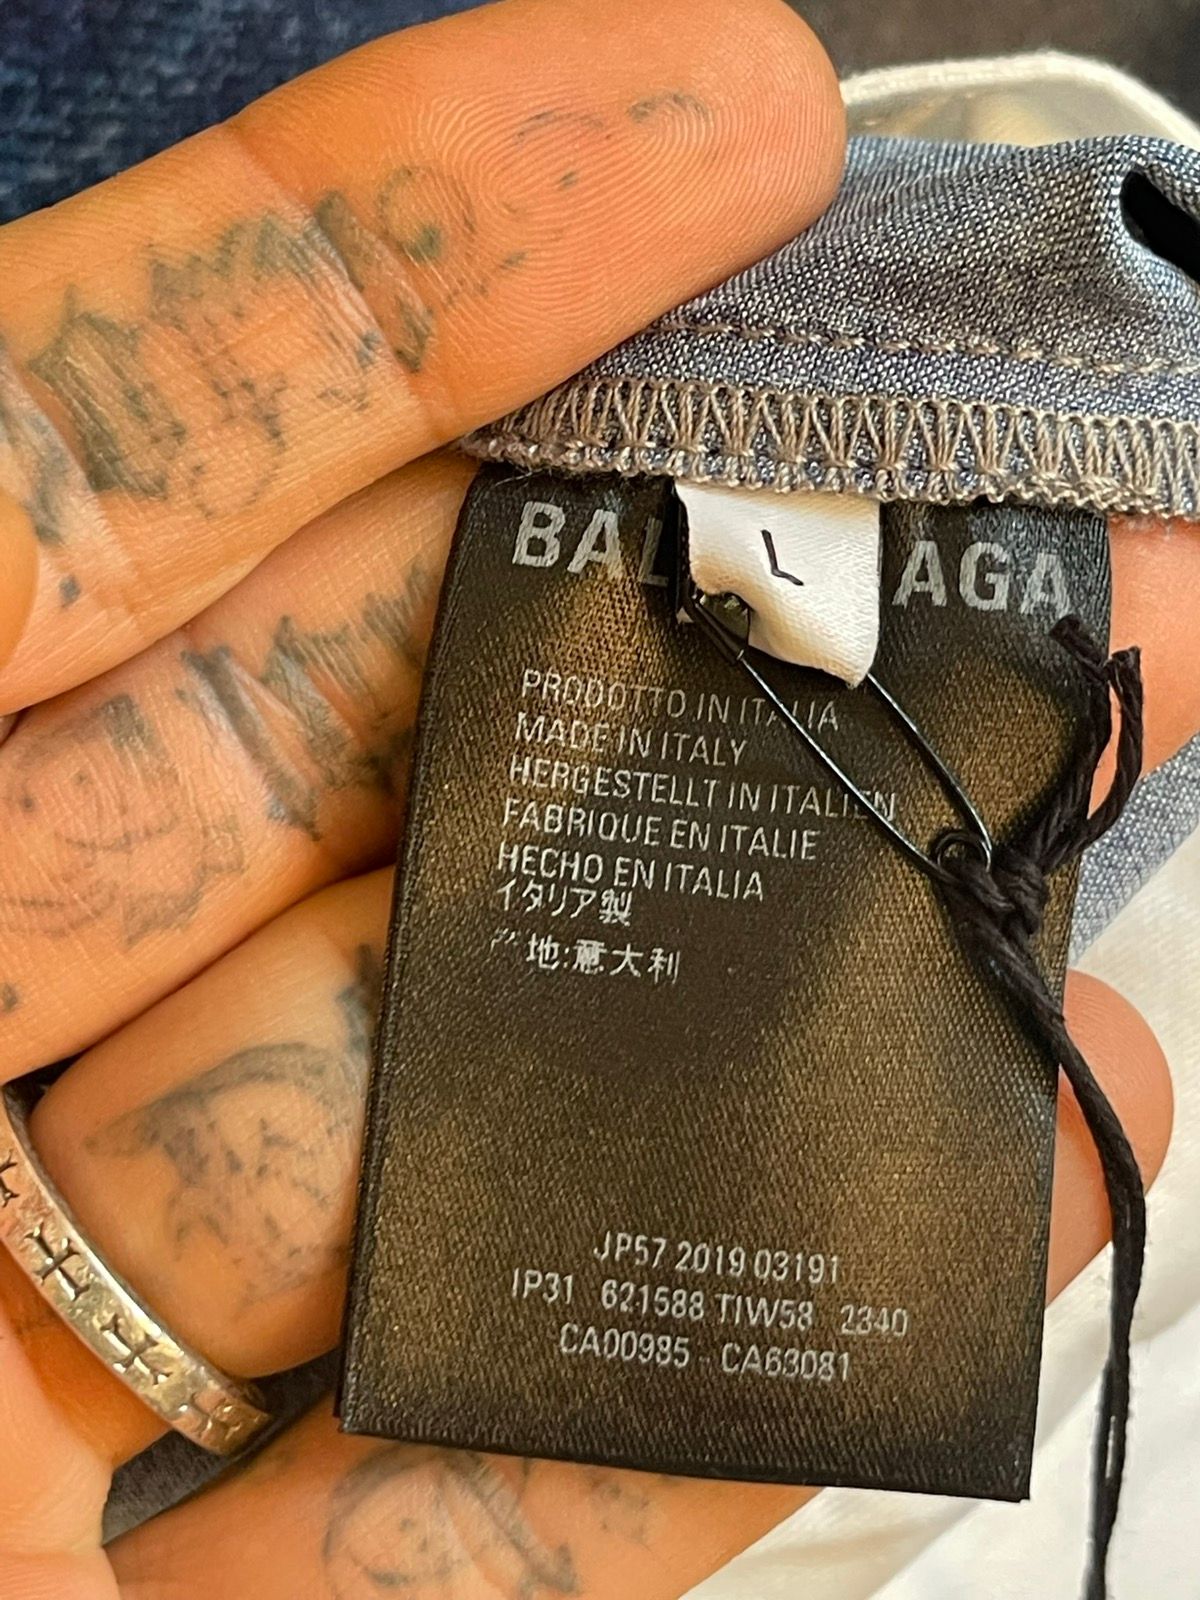 BAL L AGA
PRODOTTO IN ITALIA
MADE IN ITALY
HERGESTELLT IN ITALIEN
FABRIQUE EN ITALIE
HECHO EN ITALIA
イタリア製
地:意大利
JP57 2019 03191
IP31 621588 TIW58 2340
CA00985 - CA63081